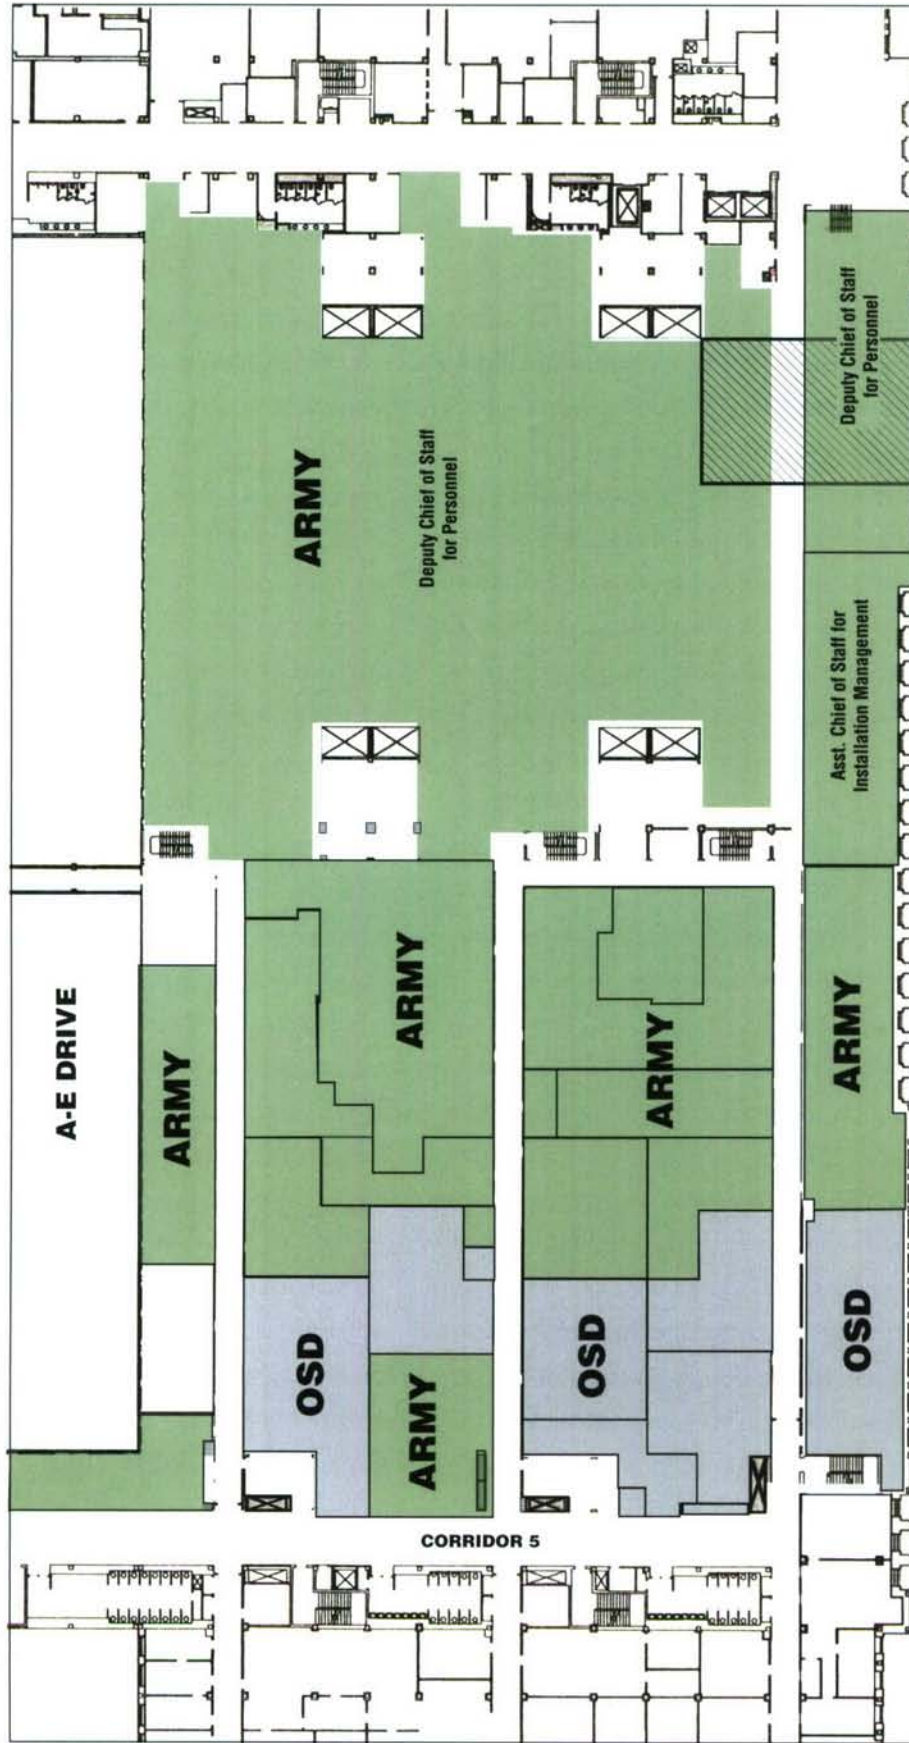 ARMY
Deputy Chief of Staff
for Personnel
Deputy Chief of Staff
for Personnel
Asst. Chief of Staff for
Installation Management
A-E DRIVE
ARMY
ARMY
ARMY
ARMY
OSD
ARMY
OSD
OSD
CORRIDOR 5